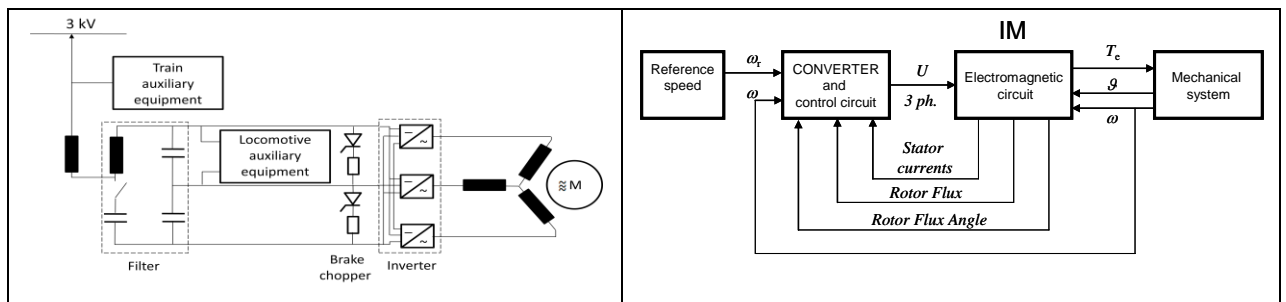 3 kV
Train
auxiliary
equipment
Locomotive
auxiliary
equipment
− ~
− ~
− ~
≋ M
Filter
Brake
chopper
Inverter
IM
Reference
speed
ωr
ω
CONVERTER
and
control circuit
U
3 ph.
Electromagnetic
circuit
Te
ϑ
ω
Mechanical
system
Stator
currents
Rotor Flux
Rotor Flux Angle